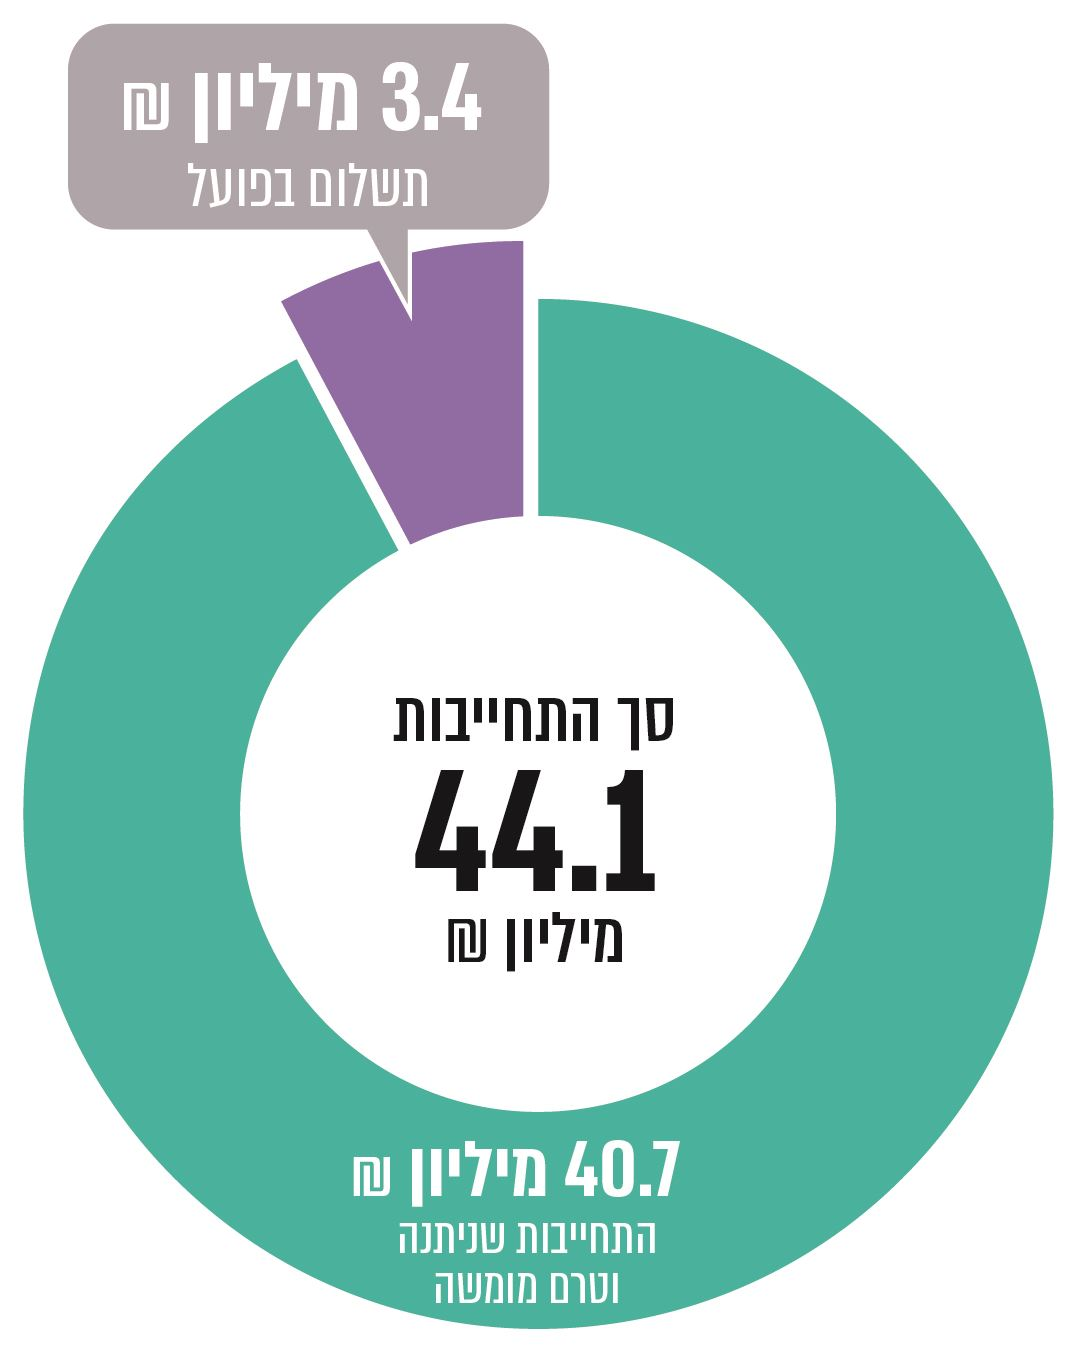 3.4 מיליון ₪
תשלום בפועל
סך התחייבות
44.1
מיליון ₪
40.7 מיליון ₪
התחייבות שניתנה
וטרם מומשה